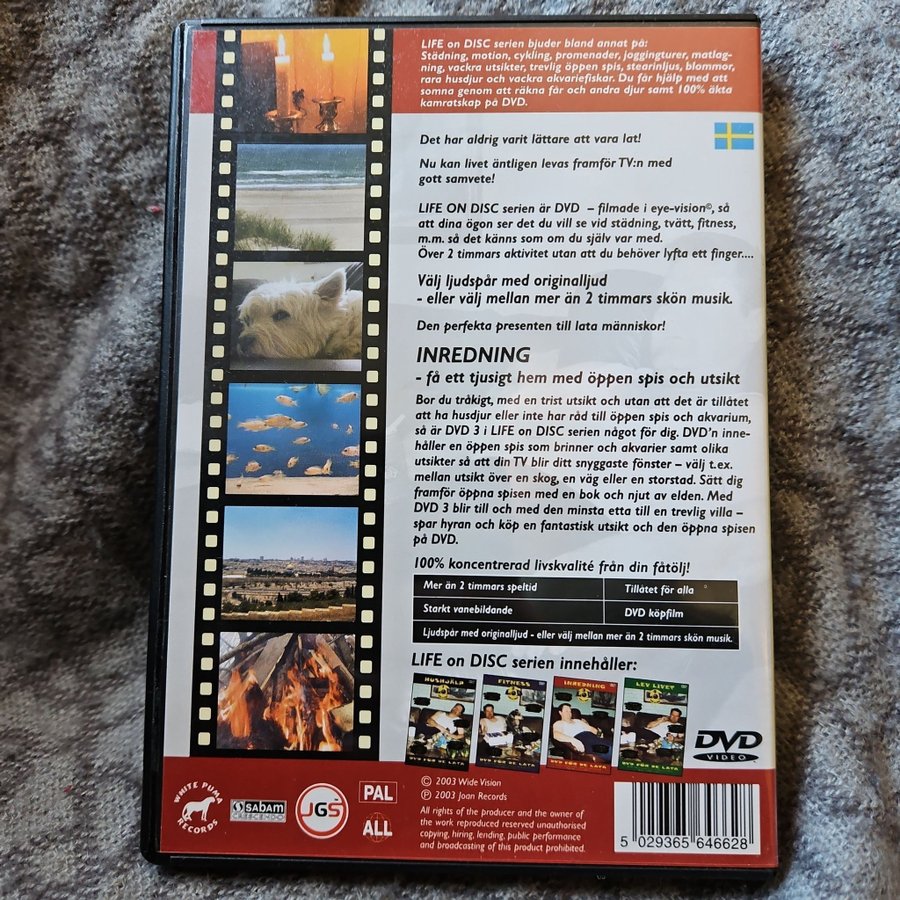 LIFE on DISC serien bjuder bland annat på:
Städning, motion, cykling, promenader, joggingturer, matlag-
ning, vackra utsikter, trevlig öppen spis, stearinljus, blommor,
rara husdjur och vackra akvariefiskar. Du får hjälp med att
somna genom att räkna får och andra djur samt 100% äkta
kamratskap på DVD.
Det har aldrig varit lättare att vara lat!
Nu kan livet äntligen levas framför TV:n med
gott samvete!
LIFE ON DISC serien är DVD – filmade i eye-vision©, så
att dina ögon ser det du vill se vid städning, tvätt, fitness,
m.m. så det känns som om du själv var med.
Över 2 timmars aktivitet utan att du behöver lyfta ett finger....
Välj ljudspår med originalljud
- eller välj mellan mer än 2 timmars skön musik.
Den perfekta presenten till lata människor!
INREDNING
- få ett tjusigt hem med öppen spis och utsikt
Bor du tråkigt, med en trist utsikt och utan att det är tillåtet
att ha husdjur eller inte har råd till öppen spis och akvarium,
så är DVD 3 i LIFE on DISC serien något för dig. DVD'n inne-
håller en öppen spis som brinner och akvarier samt olika
utsikter så att din TV blir ditt snyggaste fönster – välj t.ex.
mellan utsikt över en skog, en väg eller en storstad. Sätt dig
framför öppna spisen med en bok och njut av elden. Med
DVD 3 blir till och med den minsta etta till en trevlig villa –
spar hyran och köp en fantastisk utsikt och den öppna spisen
på DVD.
100% koncentrerad livskvalité från din fåtölj!
Mer än 2 timmars speltid Tillåtet för alla
Starkt vanebildande DVD köpfilm
Ljudspår med originalljud - eller välj mellan mer än 2 timmars skön musik.
LIFE on DISC serien innehåller:
HUSHJÄLP FITNESS INREDNING LEV LIVET
DVD FÖR DE LATA DVD FÖR DE LATA DVD FÖR DE LATA DVD FÖR DE LATA
DVD
VIDEO
WHITE PUMA
RECORDS
sabam
CRESCENDO
JGS
PAL
ALL
© 2003 Wide Vision
℗ 2003 Joan Records
All rights of the producer and the owner of
the work reproduced reserved unauthorised
copying, hiring, lending, public performance
and broadcasting of this product prohibited.
5 029365 646628